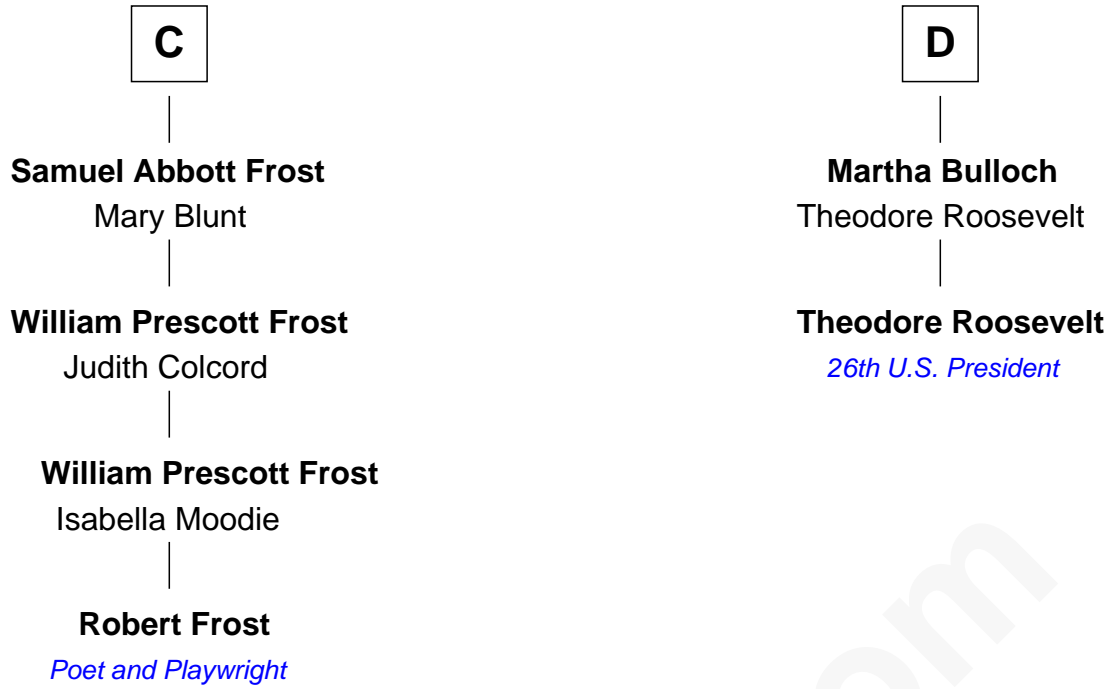 C
Samuel Abbott Frost
Mary Blunt
William Prescott Frost
Judith Colcord
William Prescott Frost
Isabella Moodie
Robert Frost
Poet and Playwright
D
Martha Bulloch
Theodore Roosevelt
Theodore Roosevelt
26th U.S. President
om